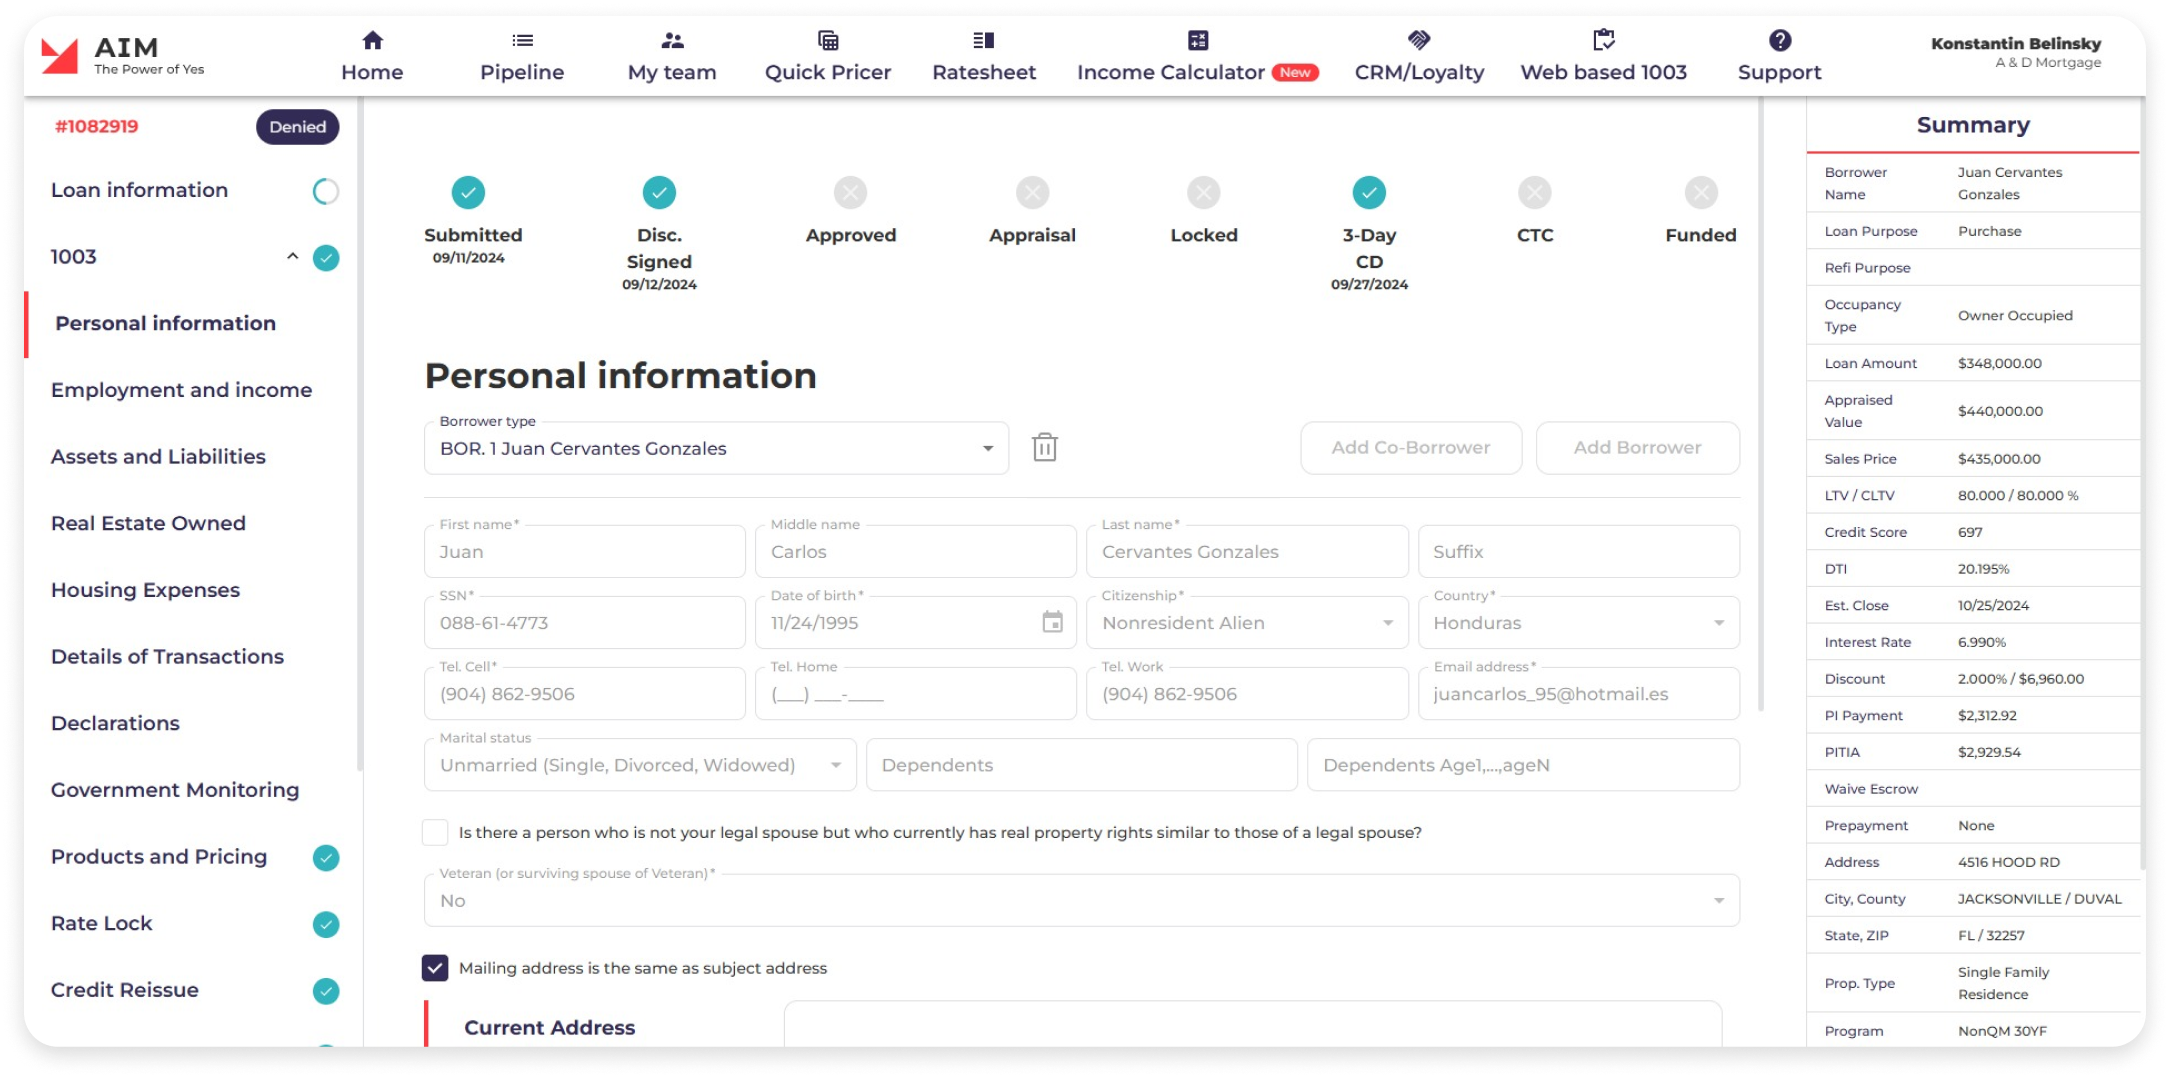 AIM
The Power of Yes
Home
Pipeline
My team
Quick Pricer
Ratesheet
Income Calculator New
CRM/Loyalty
Web based 1003
Support
Konstantin Belinsky
A & D Mortgage
#1082919
Denied
Loan information
1003
Personal information
Employment and income
Assets and Liabilities
Real Estate Owned
Housing Expenses
Details of Transactions
Declarations
Government Monitoring
Products and Pricing
Rate Lock
Credit Reissue
Submitted
09/11/2024
Disc.
Signed
09/12/2024
Approved
Appraisal
Locked
3-Day
CD
09/27/2024
CTC
Funded
Personal information
Borrower type
BOR. 1 Juan Cervantes Gonzales
Add Co-Borrower
Add Borrower
First name*
Juan
Middle name
Carlos
Last name*
Cervantes Gonzales
Suffix
SSN*
088-61-4773
Date of birth*
11/24/1995
Citizenship*
Nonresident Alien
Country*
Honduras
Tel. Cell*
(904) 862-9506
Tel. Home
(___) ___-____
Tel. Work
(904) 862-9506
Email address*
juancarlos_95@hotmail.es
Marital status
Unmarried (Single, Divorced, Widowed)
Dependents
Dependents Age1,...,ageN
Is there a person who is not your legal spouse but who currently has real property rights similar to those of a legal spouse?
Veteran (or surviving spouse of Veteran)*
No
Mailing address is the same as subject address
Current Address
Summary
Borrower Name
Juan Cervantes Gonzales
Loan Purpose
Purchase
Refi Purpose
Occupancy Type
Owner Occupied
Loan Amount
$348,000.00
Appraised Value
$440,000.00
Sales Price
$435,000.00
LTV / CLTV
80.000 / 80.000 %
Credit Score
697
DTI
20.195%
Est. Close
10/25/2024
Interest Rate
6.990%
Discount
2.000% / $6,960.00
PI Payment
$2,312.92
PITIA
$2,929.54
Waive Escrow
Prepayment
None
Address
4516 HOOD RD
City, County
JACKSONVILLE / DUVAL
State, ZIP
FL / 32257
Prop. Type
Single Family Residence
Program
NonQM 30YF